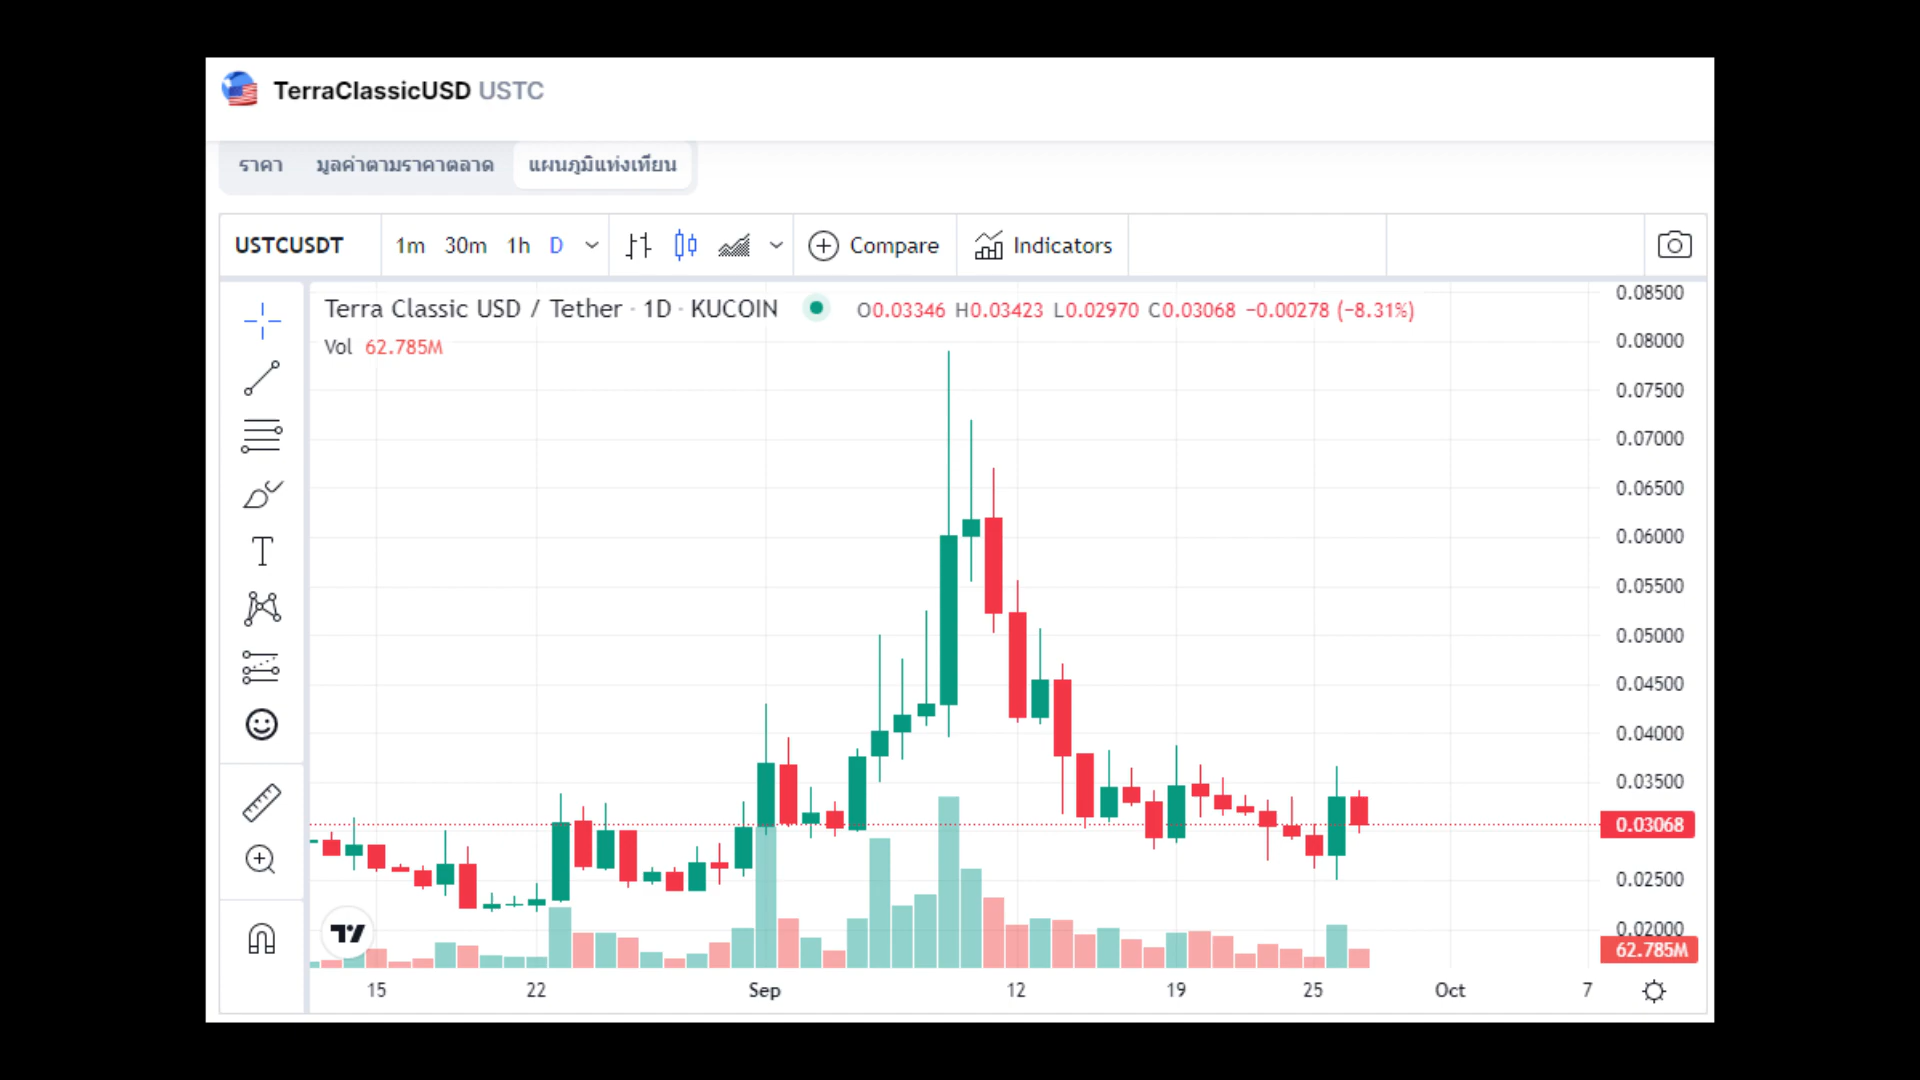 TerraClassicUSD USTC
ราคา มูลค่าตามราคาตลาด แผนภูมิแท่งเทียน
USTCUSDT 1m 30m 1h D Compare Indicators
Terra Classic USD / Tether · 1D · KUCOIN O0.03346 H0.03423 L0.02970 C0.03068 −0.00278 (−8.31%)
Vol 62.785M
0.08500
0.08000
0.07500
0.07000
0.06500
0.06000
0.05500
0.05000
0.04500
0.04000
0.03500
0.03068
0.02500
0.02000
62.785M
15 22 Sep 12 19 25 Oct 7